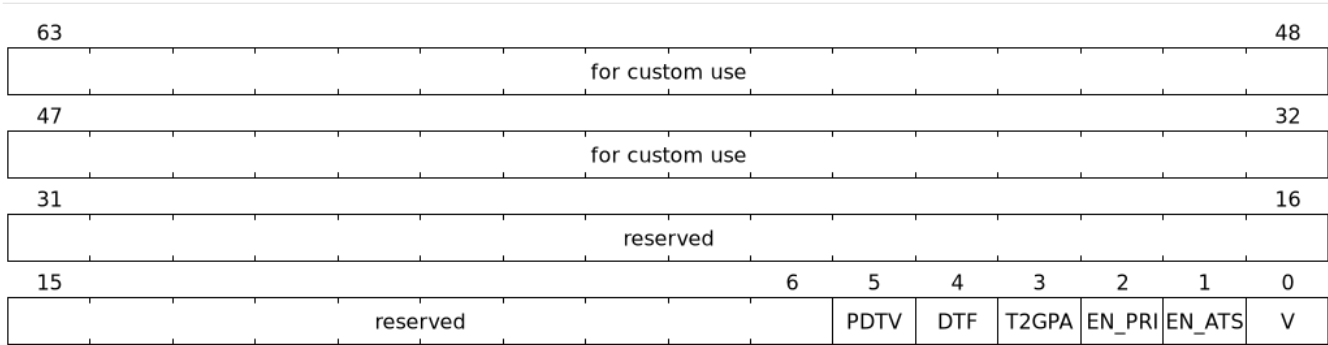 63 48
for custom use
47 32
for custom use
31 16
reserved
15 6 5 4 3 2 1 0
reserved PDTV DTF T2GPA EN_PRI EN_ATS V